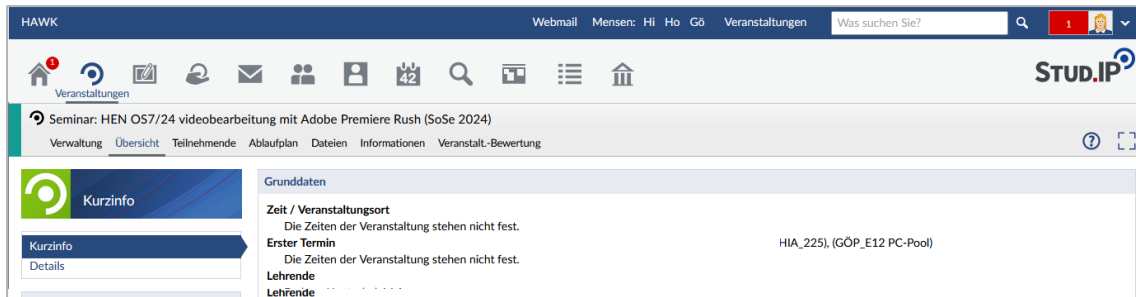 HAWK Webmail Mensen: Hi Ho Gö Veranstaltungen Was suchen Sie? 1
1
42
STUD.IP
Veranstaltungen
Seminar: HEN OS7/24 videobearbeitung mit Adobe Premiere Rush (SoSe 2024)
Verwaltung Übersicht Teilnehmende Ablaufplan Dateien Informationen Veranstalt.-Bewertung ?
Kurzinfo
Kurzinfo
Details
Grunddaten
Zeit / Veranstaltungsort
Die Zeiten der Veranstaltung stehen nicht fest.
Erster Termin HIA_225), (GÖP_E12 PC-Pool)
Die Zeiten der Veranstaltung stehen nicht fest.
Lehrende
Lehrende